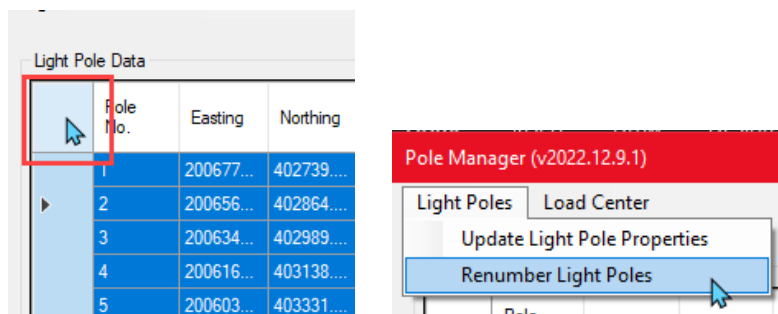 Light Pole Data
Pole No. Easting Northing
1 200677... 402739....
2 200656... 402864....
3 200634... 402989....
4 200616... 403138....
5 200603... 403331....
Pole Manager (v2022.12.9.1)
Light Poles Load Center
Update Light Pole Properties
Renumber Light Poles